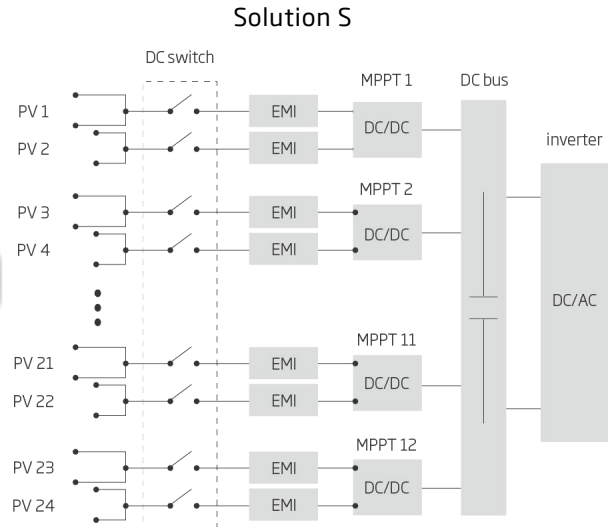 Solution S
DC switch
MPPT 1
DC bus
PV 1
EMI
DC/DC
inverter
PV 2
EMI
MPPT 2
PV 3
EMI
DC/DC
PV 4
EMI
DC/AC
MPPT 11
PV 21
EMI
DC/DC
PV 22
EMI
MPPT 12
PV 23
EMI
DC/DC
PV 24
EMI